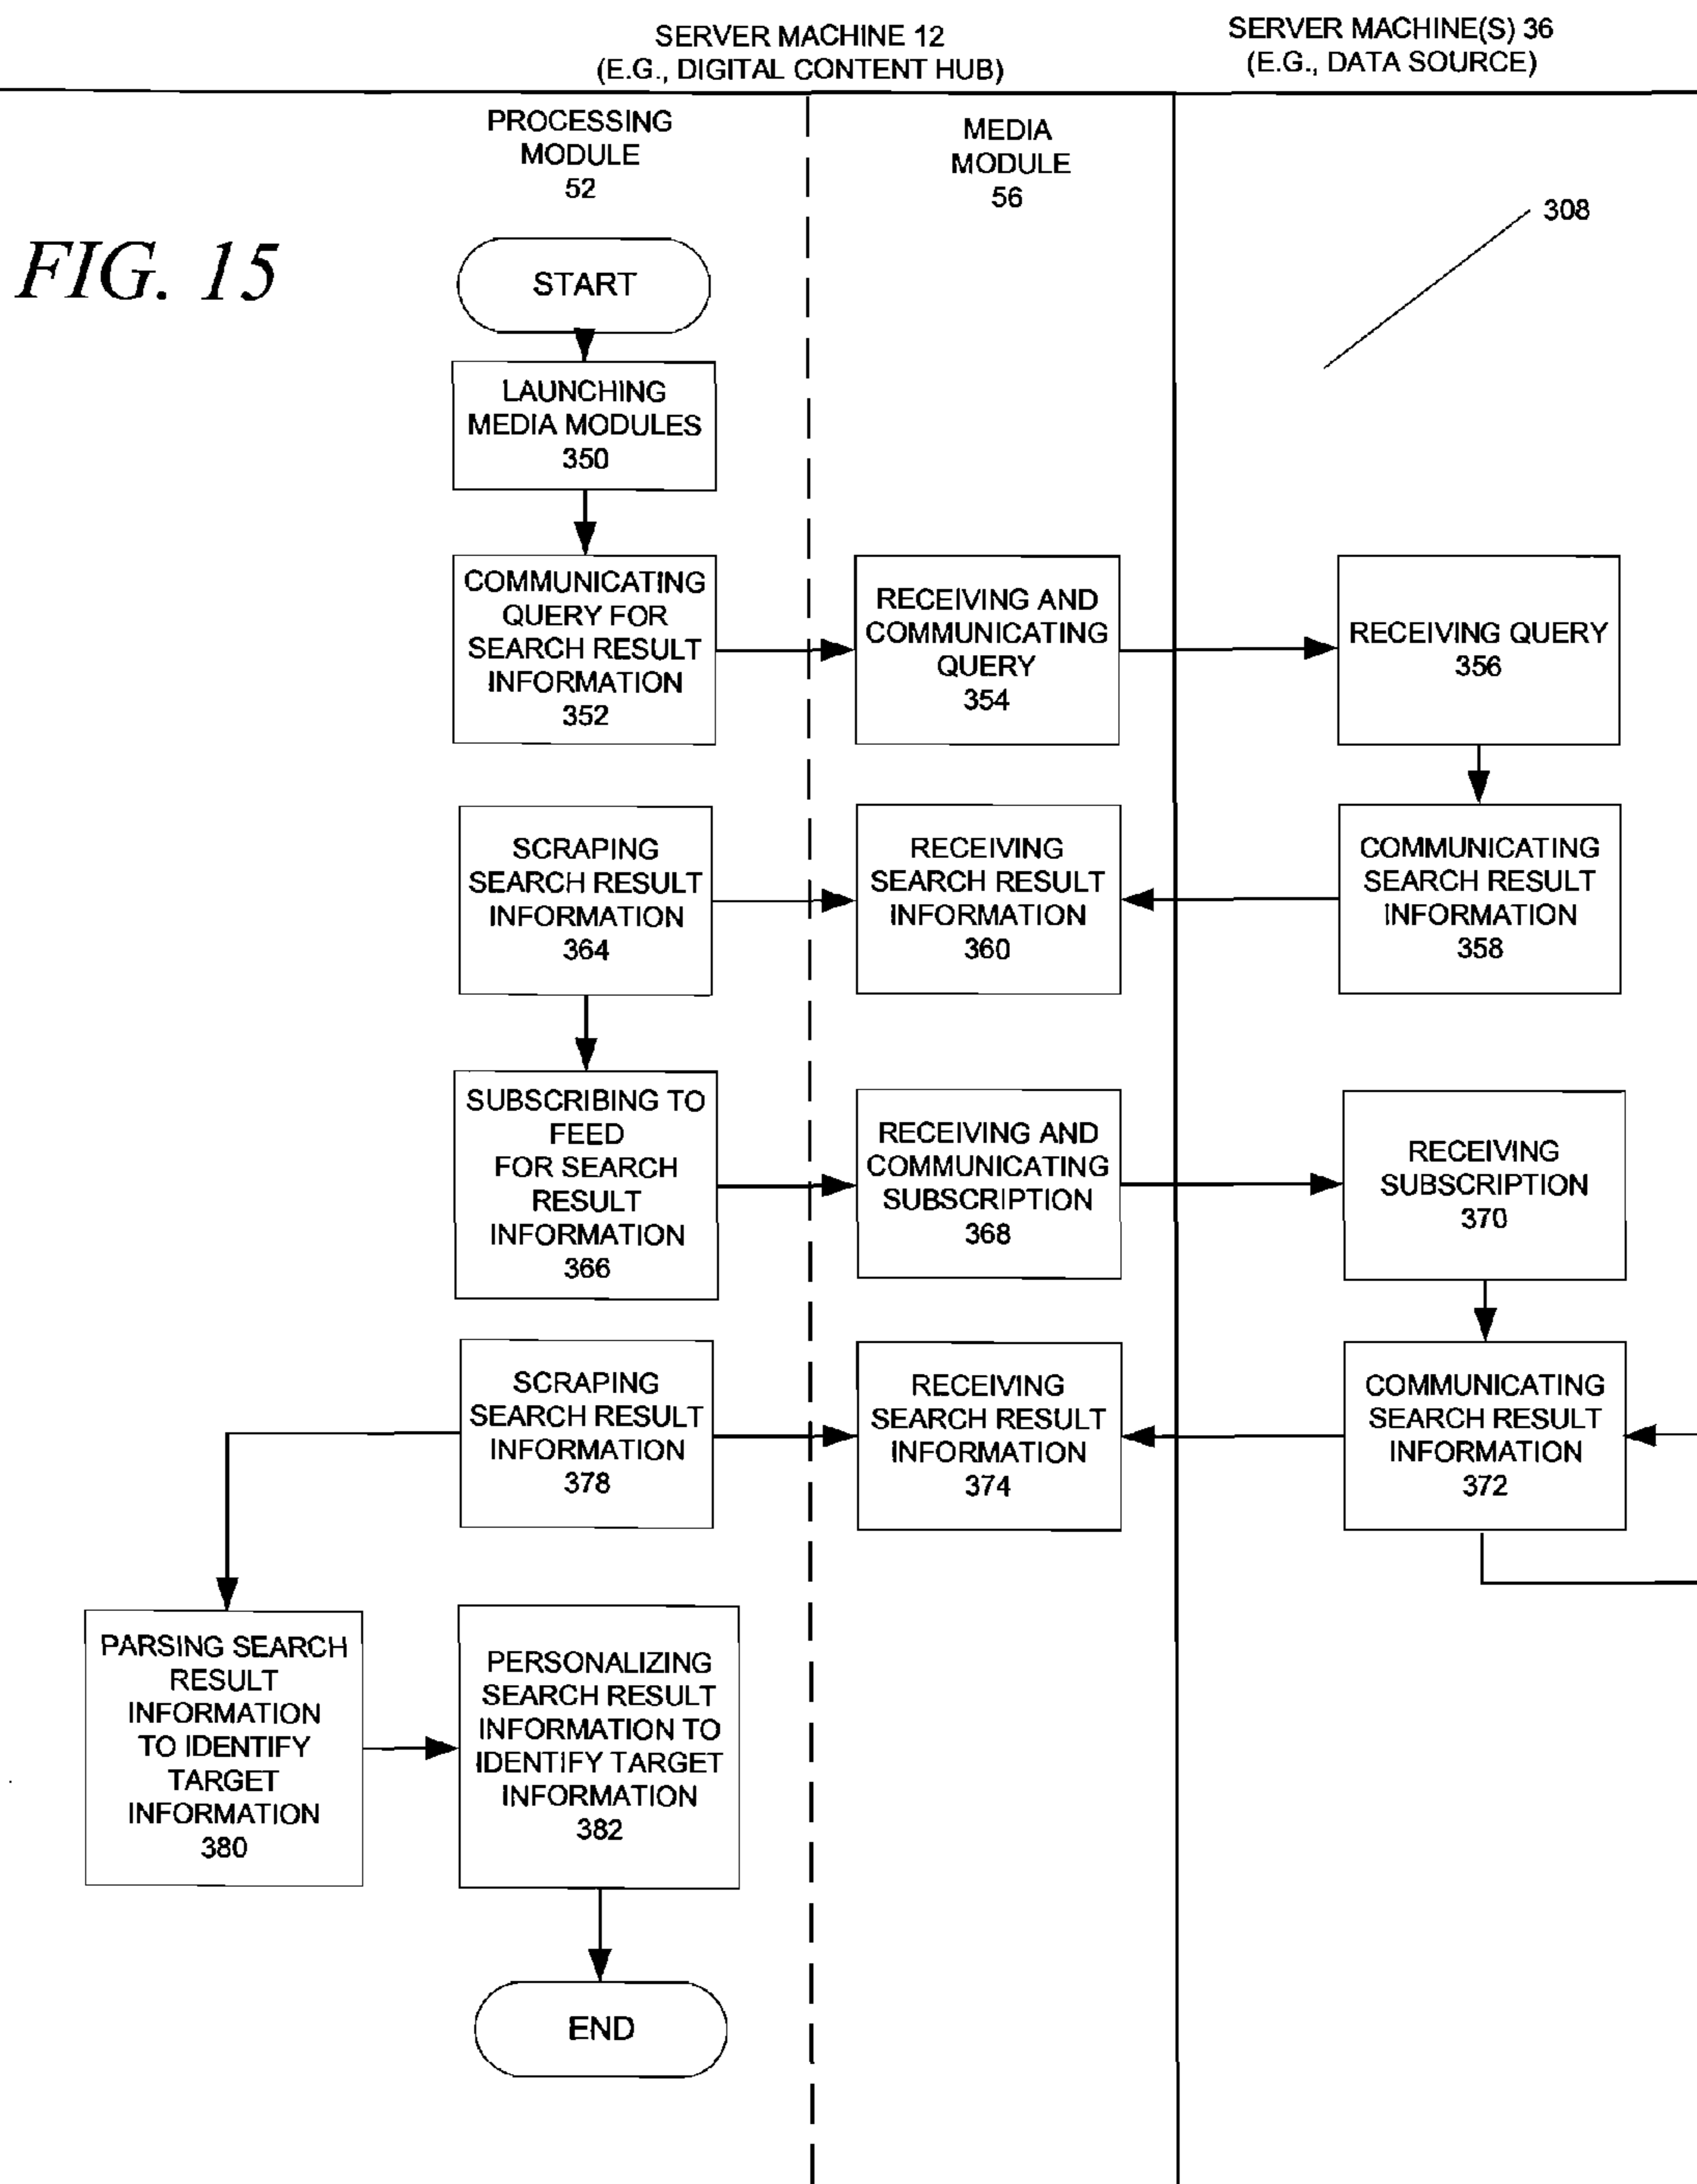 SERVER MACHINE 12
(E.G., DIGITAL CONTENT HUB)
SERVER MACHINE(S) 36
(E.G., DATA SOURCE)
PROCESSING
MODULE
52
MEDIA
MODULE
56
308
FIG. 15
START
LAUNCHING
MEDIA MODULES
350
COMMUNICATING
QUERY FOR
SEARCH RESULT
INFORMATION
352
RECEIVING AND
COMMUNICATING
QUERY
354
RECEIVING QUERY
356
SCRAPING
SEARCH RESULT
INFORMATION
364
RECEIVING
SEARCH RESULT
INFORMATION
360
COMMUNICATING
SEARCH RESULT
INFORMATION
358
SUBSCRIBING TO
FEED
FOR SEARCH
RESULT
INFORMATION
366
RECEIVING AND
COMMUNICATING
SUBSCRIPTION
368
RECEIVING
SUBSCRIPTION
370
SCRAPING
SEARCH RESULT
INFORMATION
378
RECEIVING
SEARCH RESULT
INFORMATION
374
COMMUNICATING
SEARCH RESULT
INFORMATION
372
PARSING SEARCH
RESULT
INFORMATION
TO IDENTIFY
TARGET
INFORMATION
380
PERSONALIZING
SEARCH RESULT
INFORMATION TO
IDENTIFY TARGET
INFORMATION
382
END